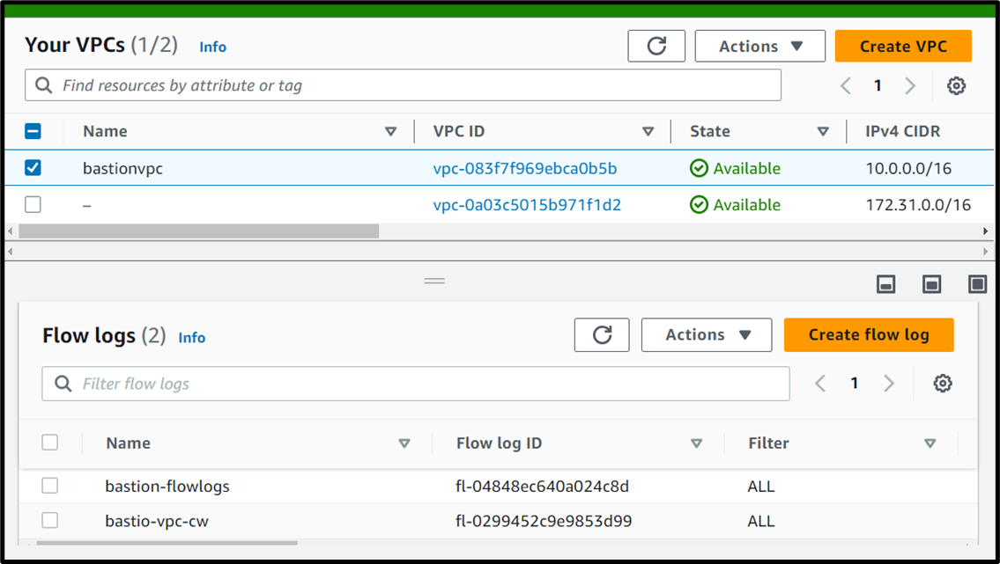 Your VPCs (1/2) Info Actions Create VPC
Find resources by attribute or tag 1
Name VPC ID State IPv4 CIDR
bastionvpc vpc-083f7f969ebca0b5b Available 10.0.0.0/16
– vpc-0a03c5015b971f1d2 Available 172.31.0.0/16
Flow logs (2) Info Actions Create flow log
Filter flow logs 1
Name Flow log ID Filter
bastion-flowlogs fl-04848ec640a024c8d ALL
bastio-vpc-cw fl-0299452c9e9853d99 ALL